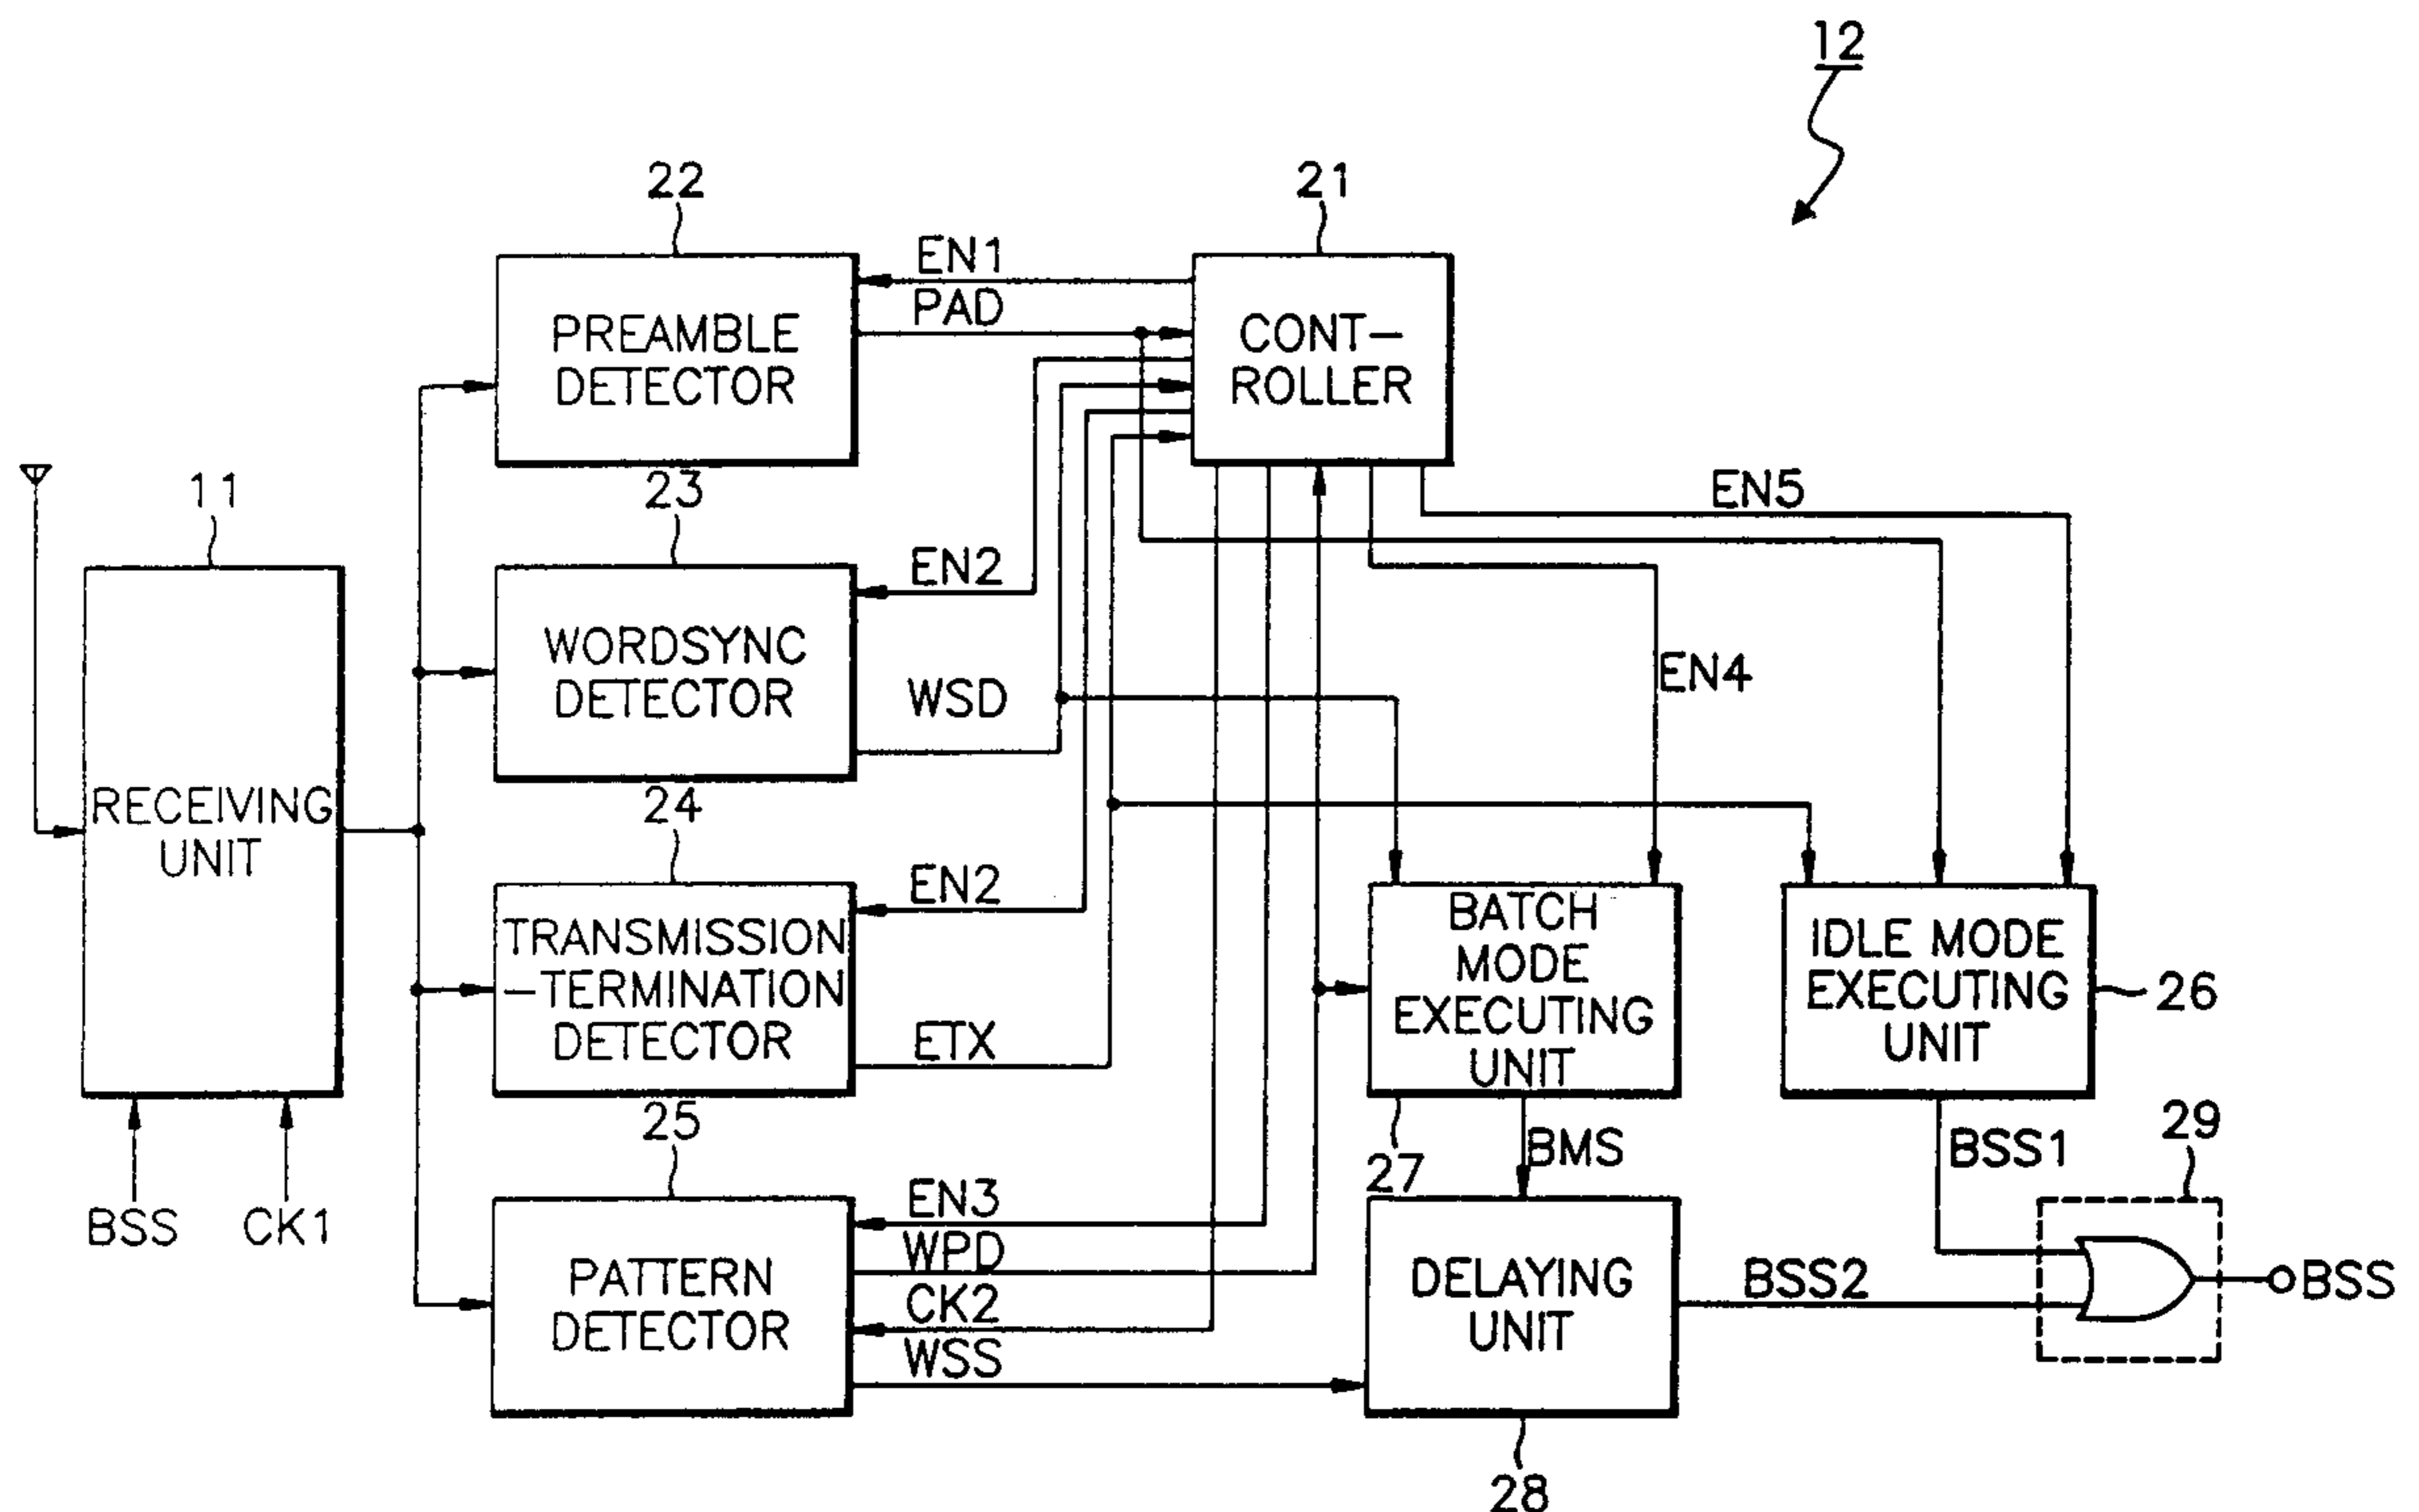 12
22
21
EN1
PAD
PREAMBLE
DETECTOR
CONT-
ROLLER
11
23
EN5
EN2
WORDSYNC
DETECTOR
WSD
EN4
RECEIVING
UNIT
24
EN2
TRANSMISSION
-TERMINATION
DETECTOR
ETX
BATCH
MODE
EXECUTING
UNIT
IDLE MODE
EXECUTING
UNIT
26
25
27
BMS
BSS1
29
BSS
CK1
EN3
WPD
CK2
WSS
PATTERN
DETECTOR
DELAYING
UNIT
BSS2
BSS
28